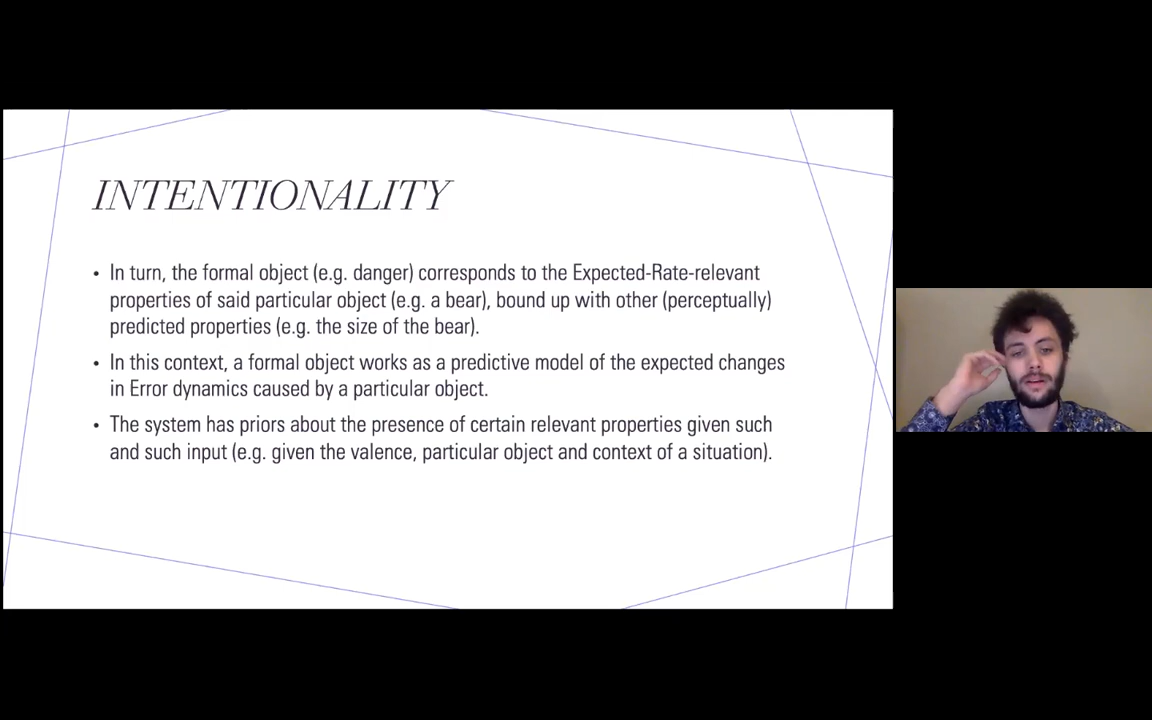 INTENTIONALITY
• In turn, the formal object (e.g. danger) corresponds to the Expected-Rate-relevant
properties of said particular object (e.g. a bear), bound up with other (perceptually)
predicted properties (e.g. the size of the bear).
• In this context, a formal object works as a predictive model of the expected changes
in Error dynamics caused by a particular object.
• The system has priors about the presence of certain relevant properties given such
and such input (e.g. given the valence, particular object and context of a situation).